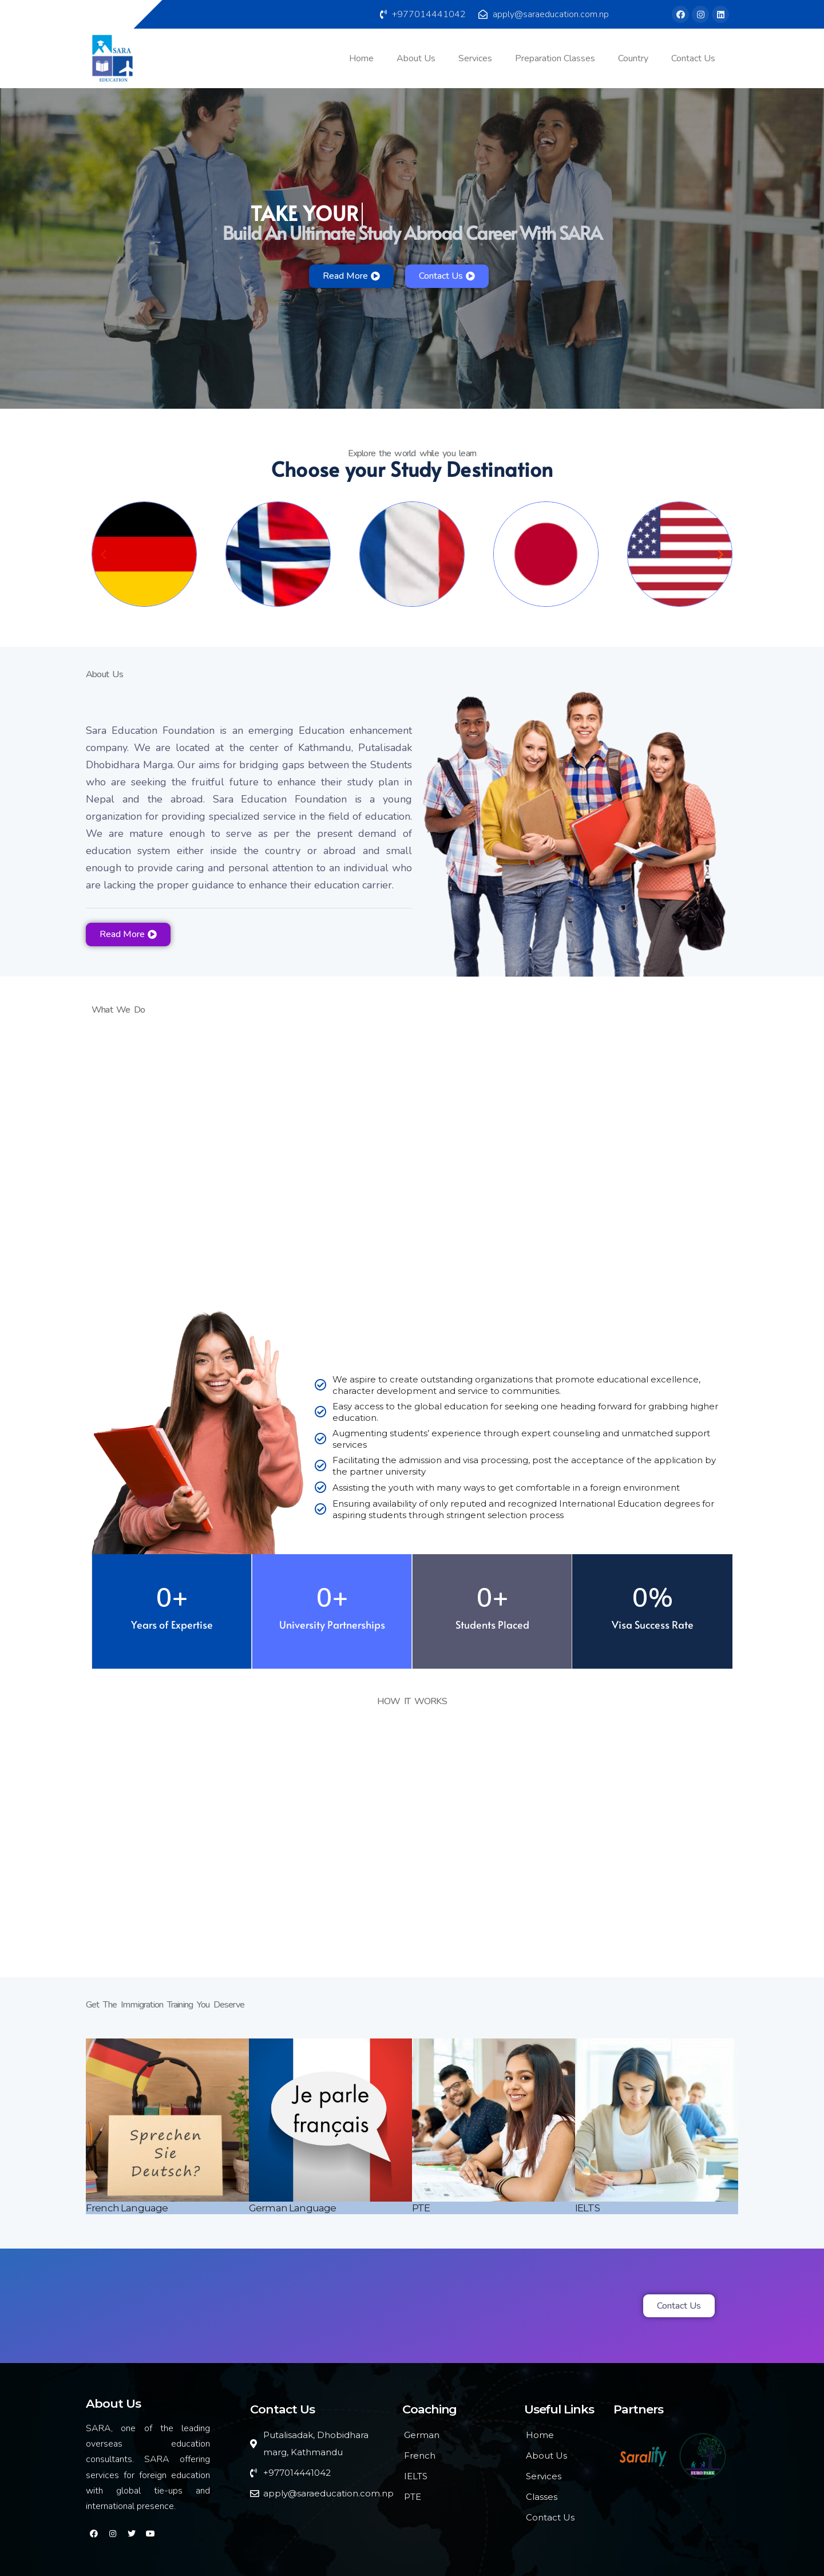 +977014441042
apply@saraeducation.com.np
SARA
EDUCATION
Home
About Us
Services
Preparation Classes
Country
Contact Us
TAKE YOUR
Build An Ultimate Study Abroad Career With SARA
Read More
Contact Us
Explore the world while you learn
Choose your Study Destination
About Us
Sara Education Foundation is an emerging Education enhancement
company. We are located at the center of Kathmandu, Putalisadak
Dhobidhara Marga. Our aims for bridging gaps between the Students
who are seeking the fruitful future to enhance their study plan in
Nepal and the abroad. Sara Education Foundation is a young
organization for providing specialized service in the field of education.
We are mature enough to serve as per the present demand of
education system either inside the country or abroad and small
enough to provide caring and personal attention to an individual who
are lacking the proper guidance to enhance their education carrier.
Read More
What We Do
We aspire to create outstanding organizations that promote educational excellence,
character development and service to communities.
Easy access to the global education for seeking one heading forward for grabbing higher
education.
Augmenting students’ experience through expert counseling and unmatched support
services
Facilitating the admission and visa processing, post the acceptance of the application by
the partner university
Assisting the youth with many ways to get comfortable in a foreign environment
Ensuring availability of only reputed and recognized International Education degrees for
aspiring students through stringent selection process
0+
Years of Expertise
0+
University Partnerships
0+
Students Placed
0%
Visa Success Rate
HOW IT WORKS
Get The Immigration Training You Deserve
Sprechen
Sie
Deutsch?
Je parle
français
French Language
German Language
PTE
IELTS
Contact Us
About Us
SARA, one of the leading
overseas education
consultants. SARA offering
services for foreign education
with global tie-ups and
international presence.
Contact Us
Putalisadak, Dhobidhara
marg, Kathmandu
+977014441042
apply@saraeducation.com.np
Coaching
German
French
IELTS
PTE
Useful Links
Home
About Us
Services
Classes
Contact Us
Partners
Saralify
EUROPARK